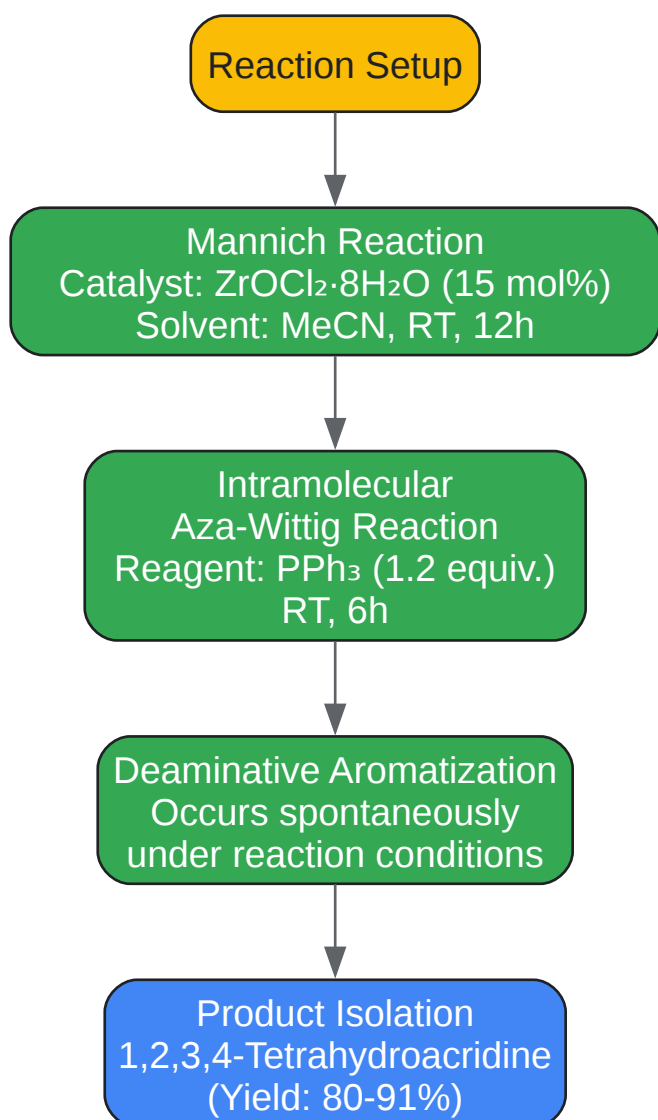 Reaction Setup
Mannich Reaction
Catalyst: ZrOCl₂·8H₂O (15 mol%)
Solvent: MeCN, RT, 12h
Intramolecular
Aza-Wittig Reaction
Reagent: PPh₃ (1.2 equiv.)
RT, 6h
Deaminative Aromatization
Occurs spontaneously
under reaction conditions
Product Isolation
1,2,3,4-Tetrahydroacridine
(Yield: 80-91%)